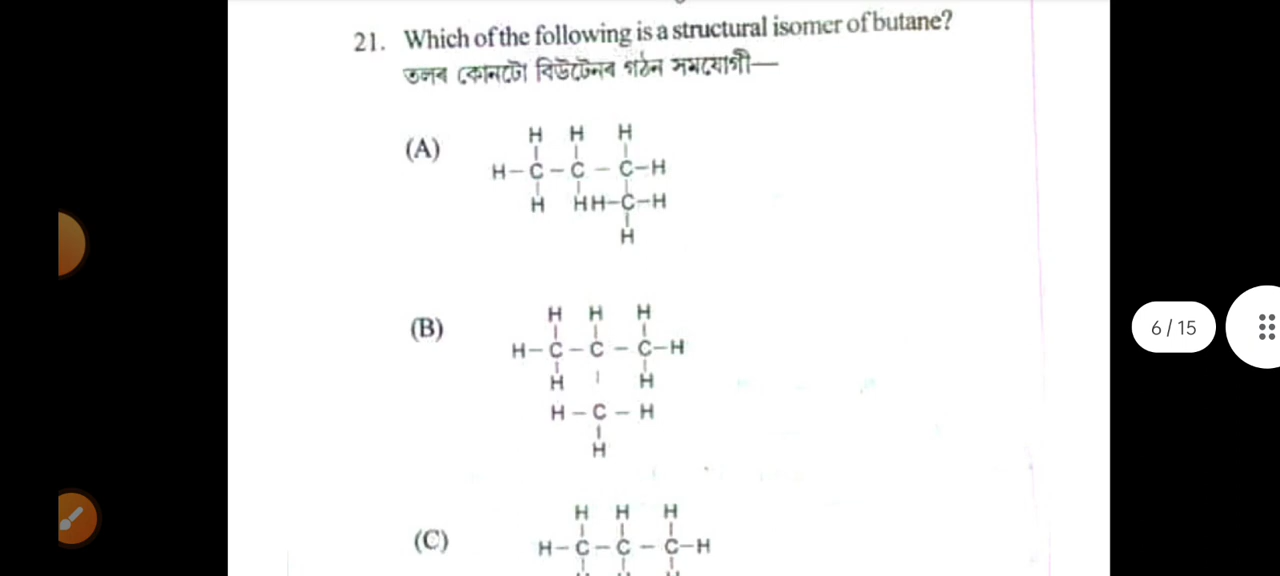 21. Which of the following is a structural isomer of butane?
তলৰ কোনটো বিউটেনৰ গঠন সমযোগী—
(A)
H H H
H-C-C-C-H
H HH-C-H
H
(B)
H H H
H-C-C-C-H
H H
H-C-H
H
6/15
(C)
H H H
H-C-C-C-H